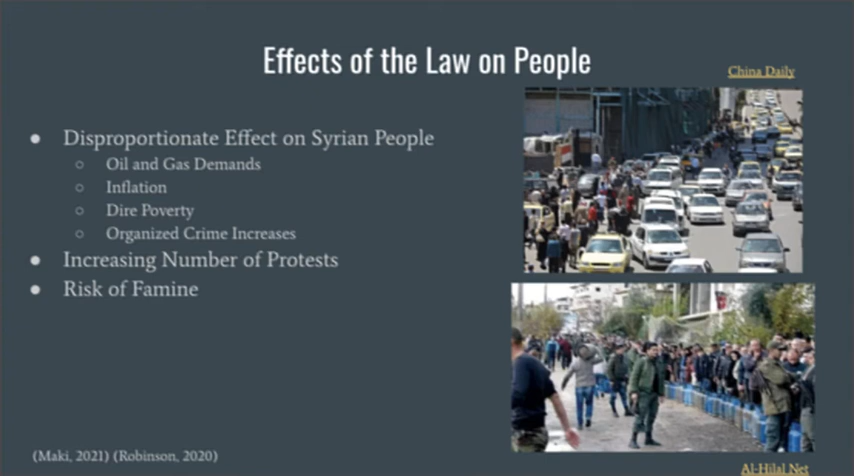 Effects of the Law on People
China Daily
● Disproportionate Effect on Syrian People
○ Oil and Gas Demands
○ Inflation
○ Dire Poverty
○ Organized Crime Increases
● Increasing Number of Protests
● Risk of Famine
(Maki, 2021) (Robinson, 2020)
Al-Hilal Net